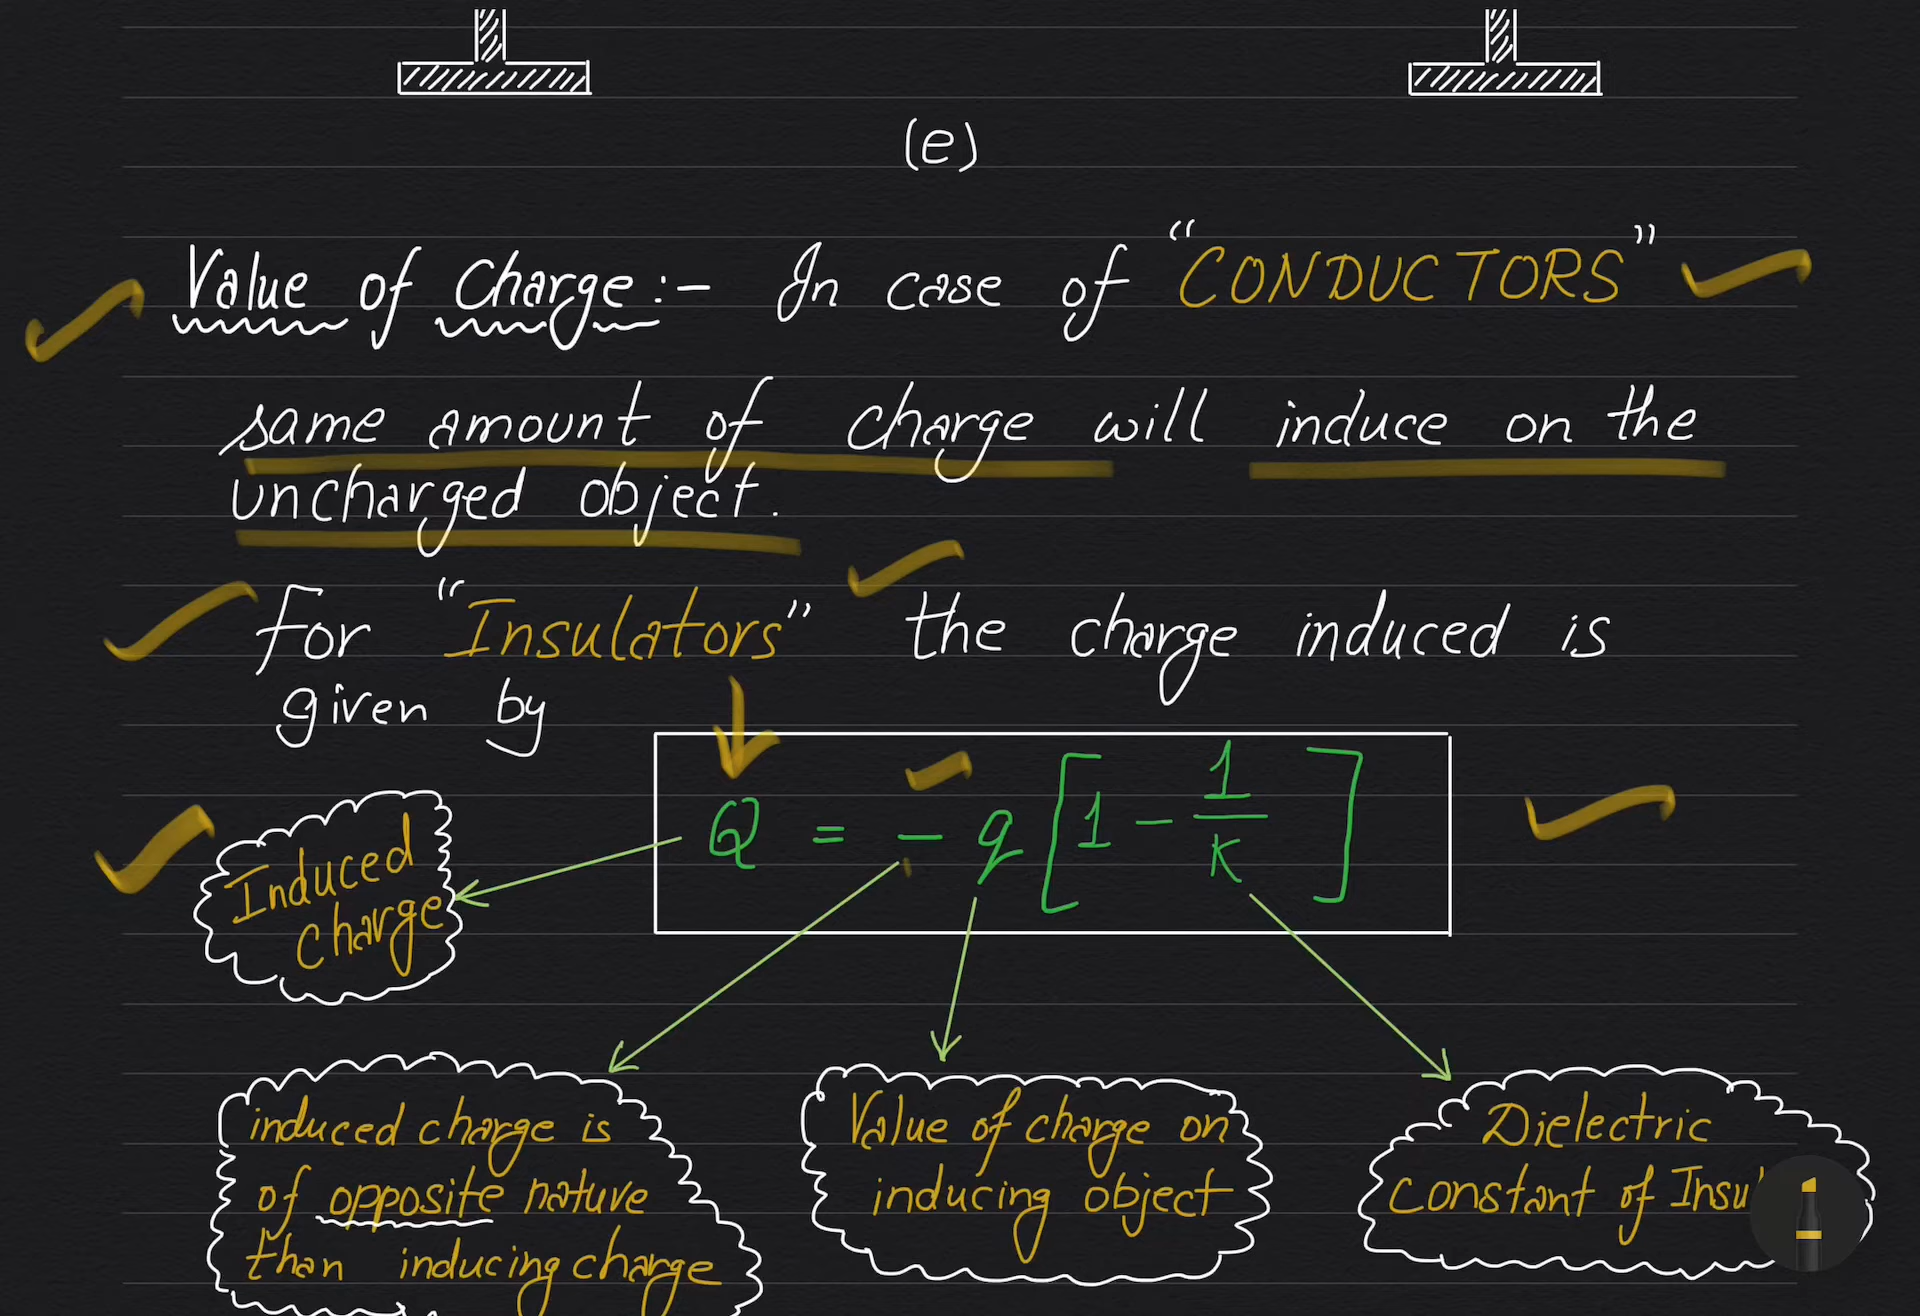 (e)
Value of Charge:- In case of "CONDUCTORS"
same amount of charge will induce on the
uncharged object.
for "Insulators" the charge induced is
given by
Q = - q [1 - 1/K]
Induced
charge
induced charge is
of opposite nature
than inducing charge
Value of charge on
inducing object
Dielectric
constant of Insu